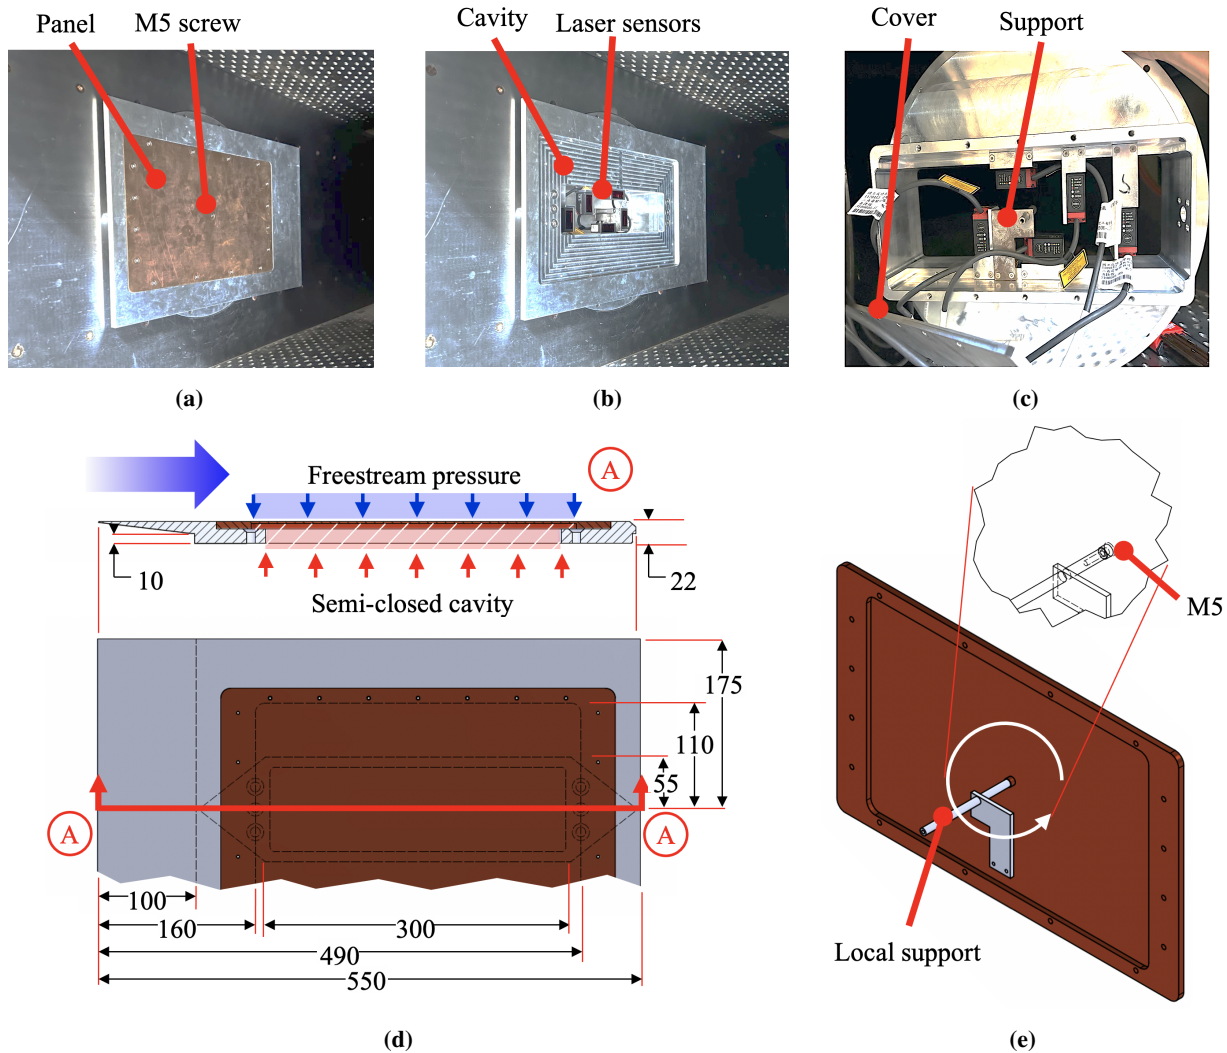 Panel
M5 screw
Cavity
Laser sensors
Cover
Support
(a)
(b)
(c)
Freestream pressure
A
10
22
Semi-closed cavity
175
110
55
A
A
100
160
300
490
550
(d)
M5
Local support
(e)